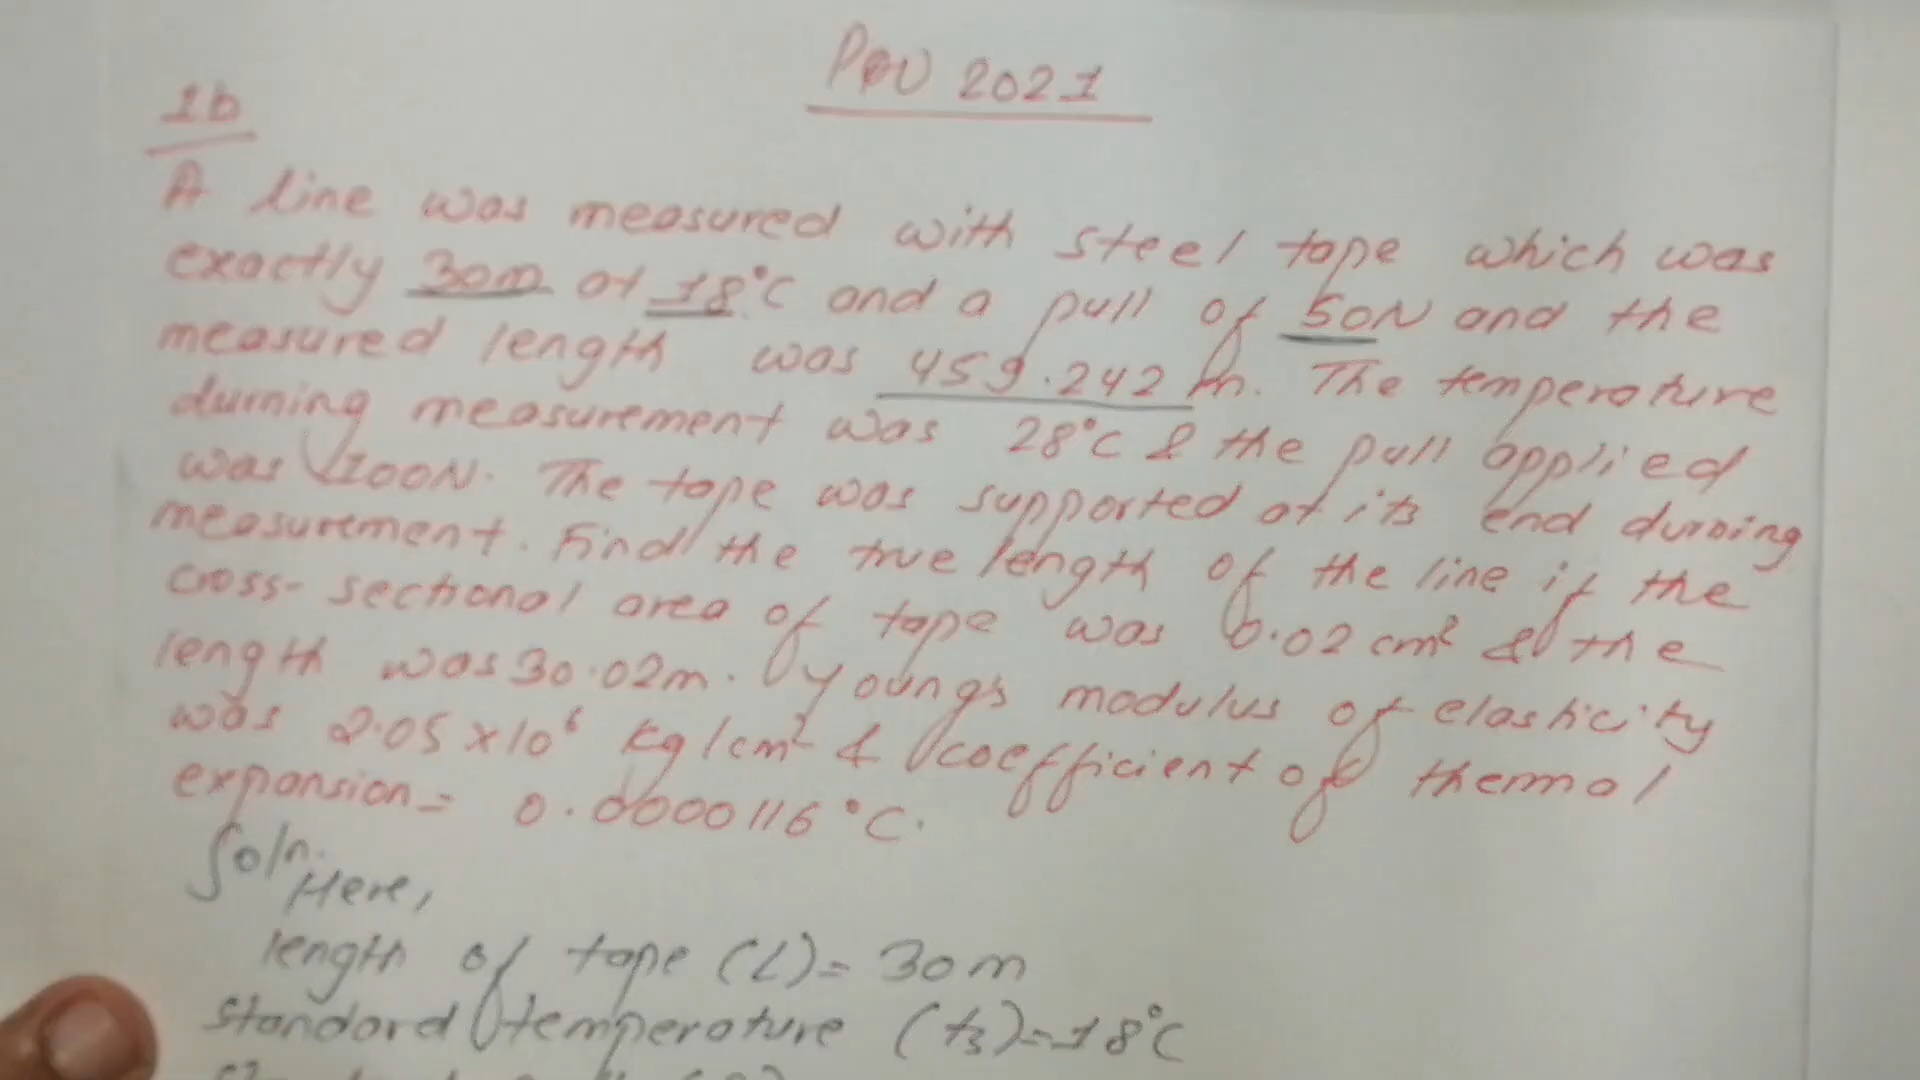 POU 2021
1b
A line was measured with steel tape which was
exactly 30m at 18°C and a pull of 50N and the
measured length was 459.242 m. The temperature
durning measurement was 28°C & the pull applied
was 100N. The tape was supported at its end durning
measurement. Find the true length of the line if the
cross-sectional area of tape was 0.02 cm² & the
length was 30.02m. Youngs modulus of elasticity
was 2.05 x 10⁶ kg/cm² & coefficient of thermal
expansion = 0.0000116 °C.
Soln.
Here,
length of tape (L) = 30m
Standard temperature (ts) = 18°C